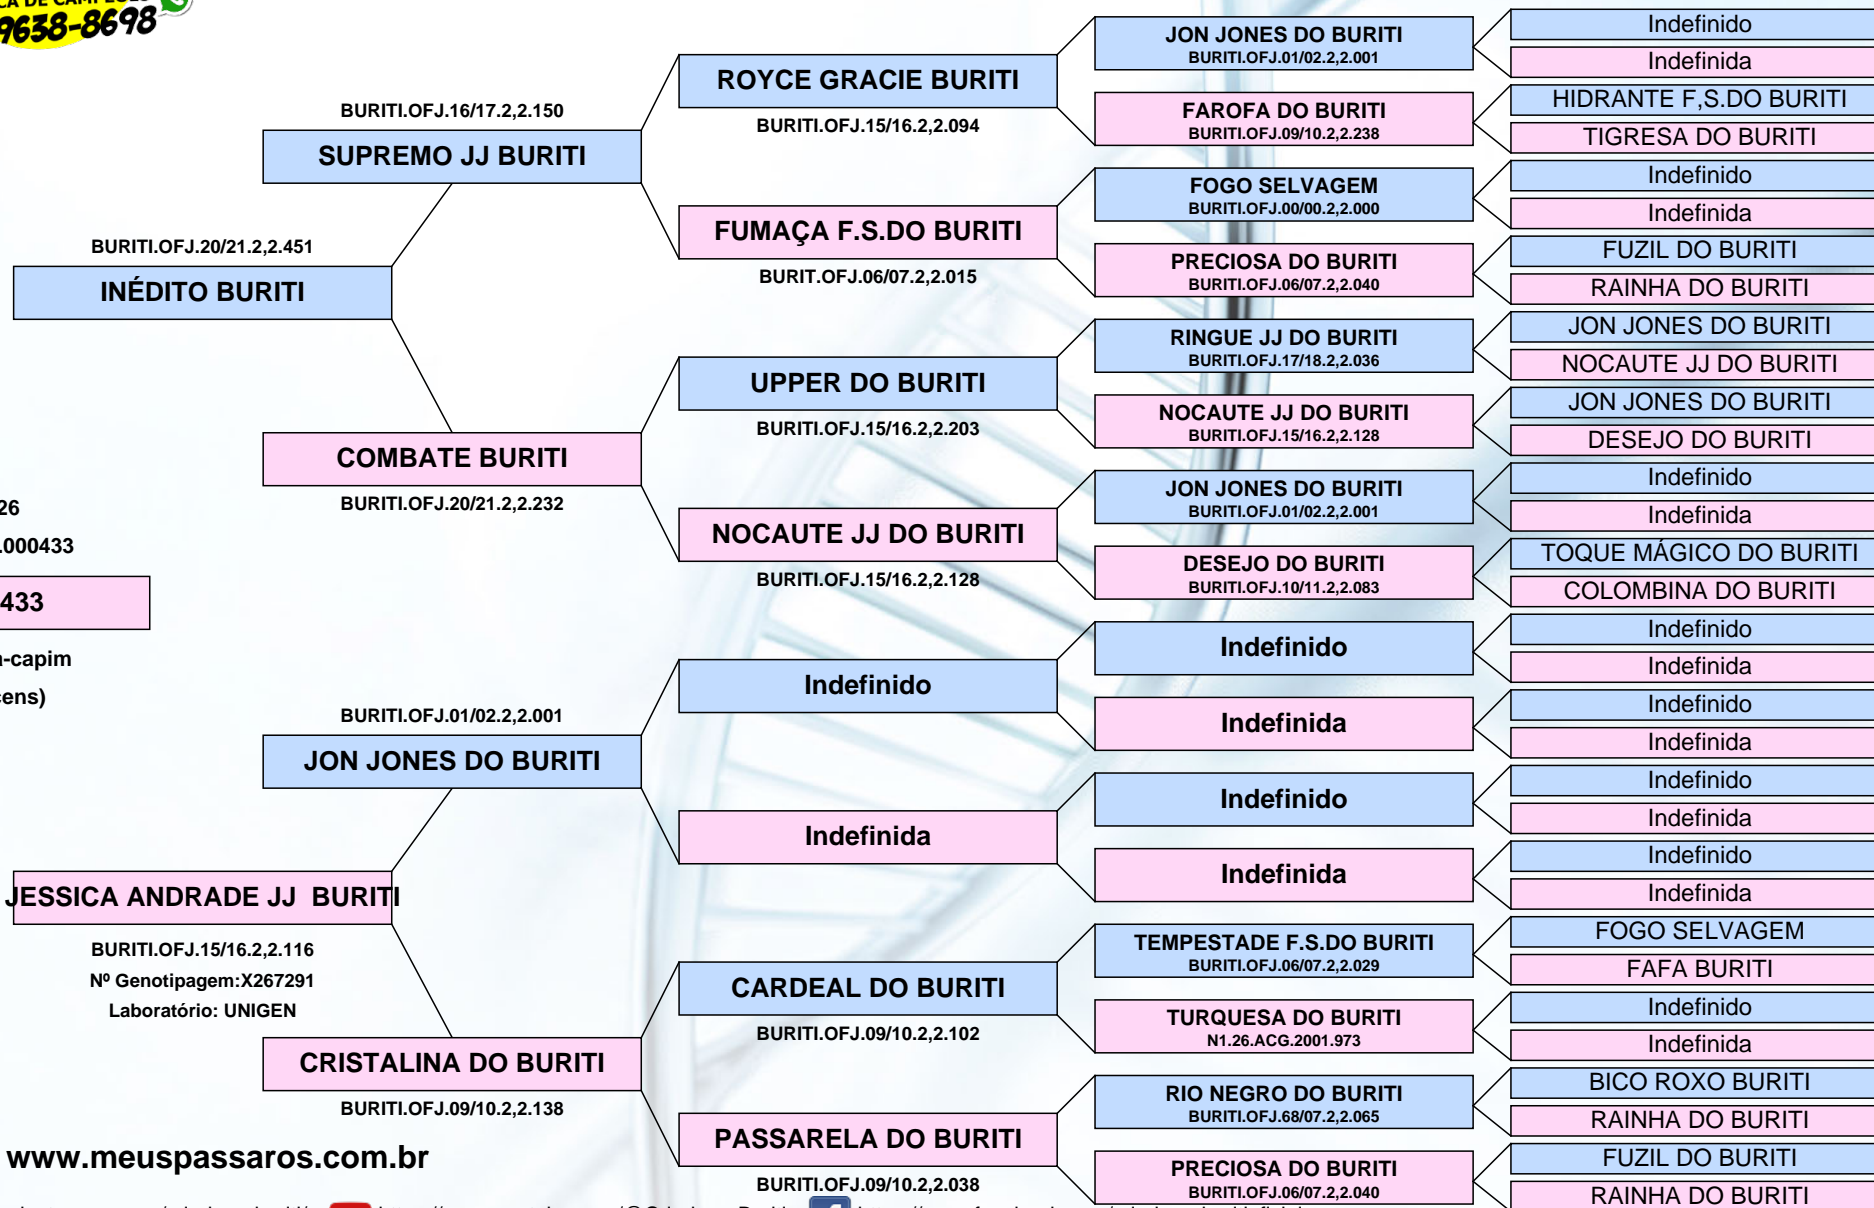 9638-8698
26
.000433
433
a-capim
cens)
BURITI.OFJ.20/21.2,2.451
INÉDITO BURITI
JESSICA ANDRADE JJ BURITI
BURITI.OFJ.15/16.2,2.116
Nº Genotipagem:X267291
Laboratório: UNIGEN
BURITI.OFJ.16/17.2,2.150
SUPREMO JJ BURITI
COMBATE BURITI
BURITI.OFJ.20/21.2,2.232
BURITI.OFJ.01/02.2,2.001
JON JONES DO BURITI
CRISTALINA DO BURITI
BURITI.OFJ.09/10.2,2.138
ROYCE GRACIE BURITI
BURITI.OFJ.15/16.2,2.094
FUMAÇA F.S.DO BURITI
BURIT.OFJ.06/07.2,2.015
UPPER DO BURITI
BURITI.OFJ.15/16.2,2.203
NOCAUTE JJ DO BURITI
BURITI.OFJ.15/16.2,2.128
Indefinido
Indefinida
CARDEAL DO BURITI
BURITI.OFJ.09/10.2,2.102
PASSARELA DO BURITI
BURITI.OFJ.09/10.2,2.038
JON JONES DO BURITI
BURITI.OFJ.01/02.2,2.001
FAROFA DO BURITI
BURITI.OFJ.09/10.2,2.238
FOGO SELVAGEM
BURITI.OFJ.00/00.2,2.000
PRECIOSA DO BURITI
BURITI.OFJ.06/07.2,2.040
RINGUE JJ DO BURITI
BURITI.OFJ.17/18.2,2.036
NOCAUTE JJ DO BURITI
BURITI.OFJ.15/16.2,2.128
JON JONES DO BURITI
BURITI.OFJ.01/02.2,2.001
DESEJO DO BURITI
BURITI.OFJ.10/11.2,2.083
Indefinido
Indefinida
Indefinido
Indefinida
TEMPESTADE F.S.DO BURITI
BURITI.OFJ.06/07.2,2.029
TURQUESA DO BURITI
N1.26.ACG.2001.973
RIO NEGRO DO BURITI
BURITI.OFJ.68/07.2,2.065
PRECIOSA DO BURITI
BURITI.OFJ.06/07.2,2.040
Indefinido
Indefinida
HIDRANTE F,S.DO BURITI
TIGRESA DO BURITI
Indefinido
Indefinida
FUZIL DO BURITI
RAINHA DO BURITI
JON JONES DO BURITI
NOCAUTE JJ DO BURITI
JON JONES DO BURITI
DESEJO DO BURITI
Indefinido
Indefinida
TOQUE MÁGICO DO BURITI
COLOMBINA DO BURITI
Indefinido
Indefinida
Indefinido
Indefinida
Indefinido
Indefinida
Indefinido
Indefinida
FOGO SELVAGEM
FAFA BURITI
Indefinido
Indefinida
BICO ROXO BURITI
RAINHA DO BURITI
FUZIL DO BURITI
RAINHA DO BURITI
www.meuspassaros.com.br